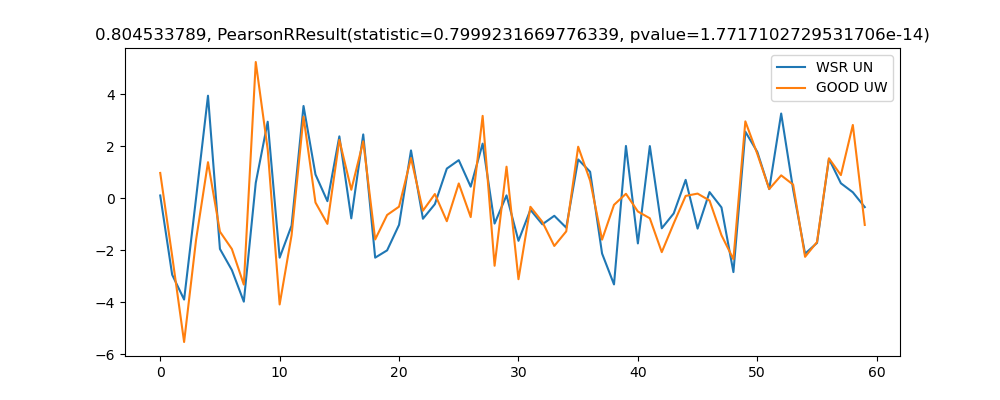 0.804533789, PearsonRResult(statistic=0.7999231669776339, pvalue=1.7717102729531706e-14)
WSR UN
GOOD UW
4
2
0
−2
−4
−6
0 10 20 30 40 50 60